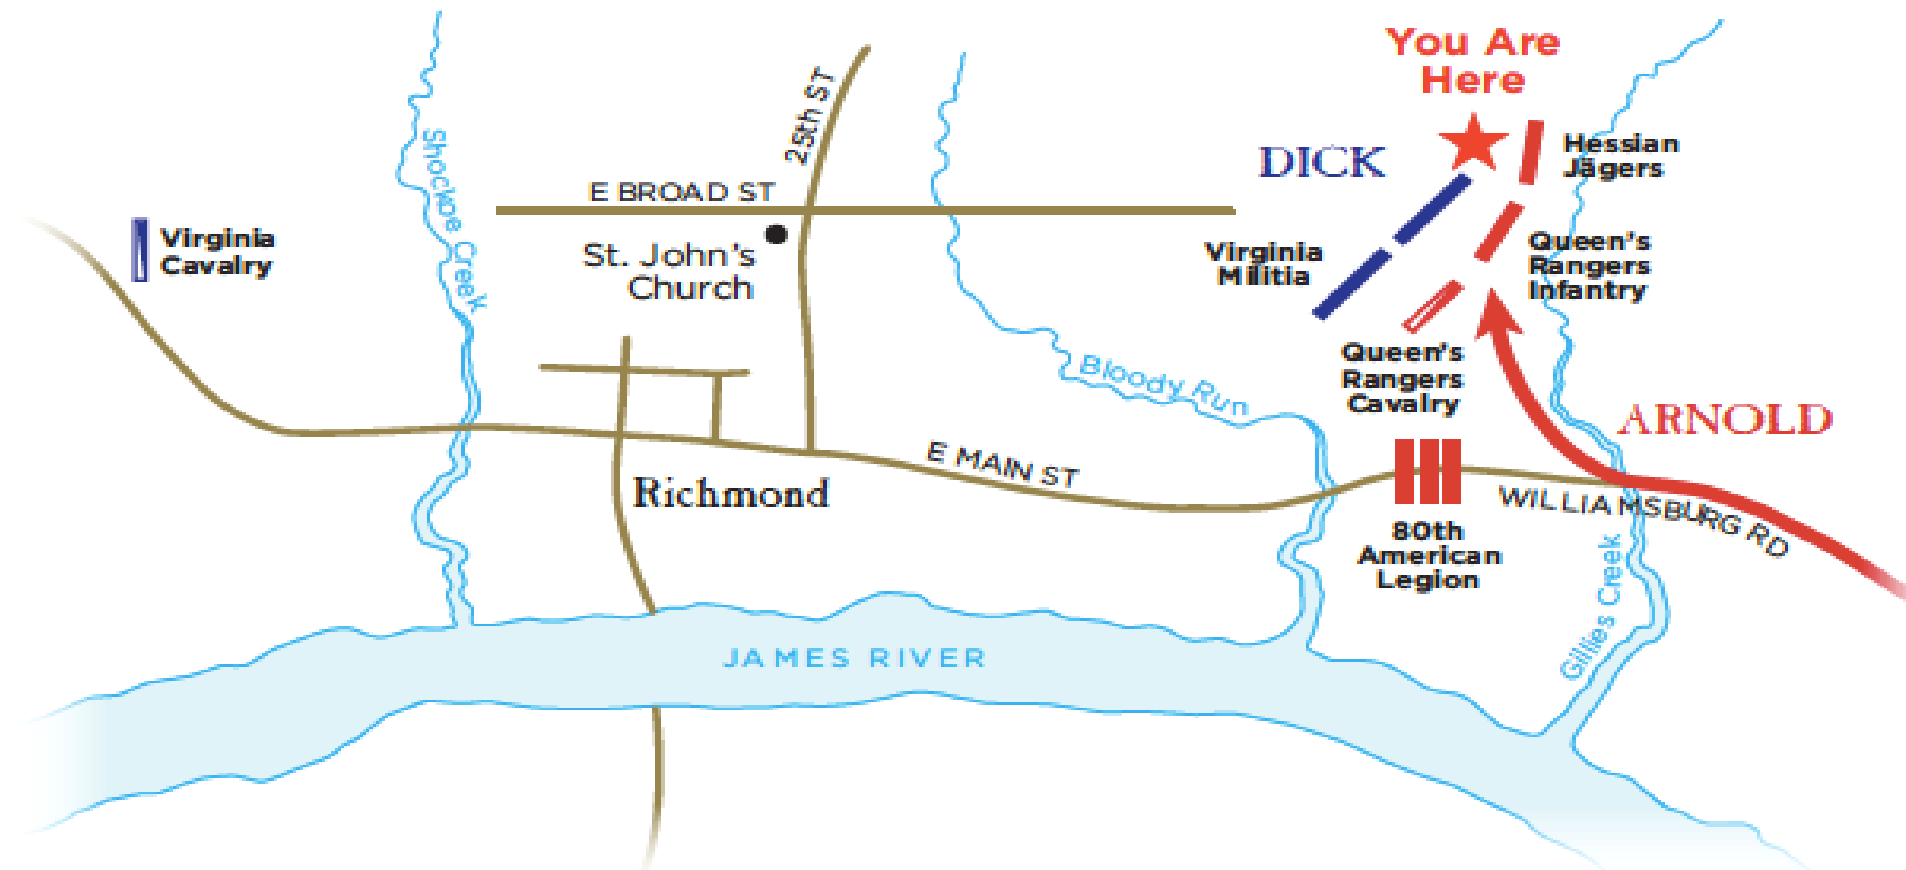 You Are
Here
DICK
Hessian
Jägers
25th ST
E BROAD ST
St. John's
Church
Virginia
Cavalry
Shockoe Creek
Virginia
Militia
Queen's
Rangers
Infantry
Queen's
Rangers
Cavalry
Bloody Run
ARNOLD
E MAIN ST
Richmond
WILLIAMSBURG RD
80th
American
Legion
Gillies Creek
JAMES RIVER